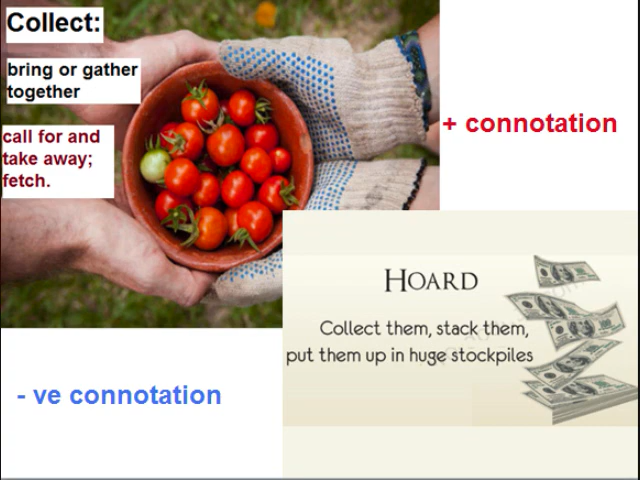 Collect:
bring or gather
together
call for and
take away;
fetch.
+ connotation
HOARD
Collect them, stack them,
put them up in huge stockpiles
- ve connotation